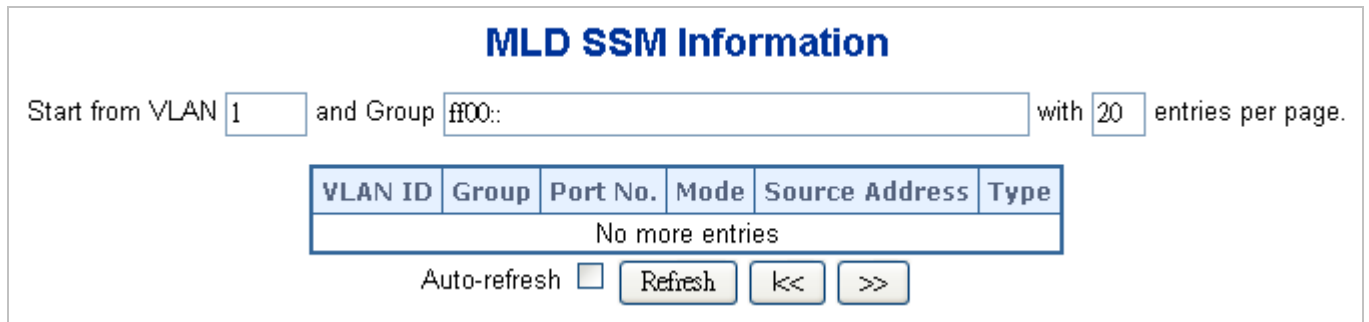 MLD SSM Information
Start from VLAN 1 and Group ff00:: with 20 entries per page.
VLAN ID Group Port No. Mode Source Address Type
No more entries
Auto-refresh Refresh |<< >>